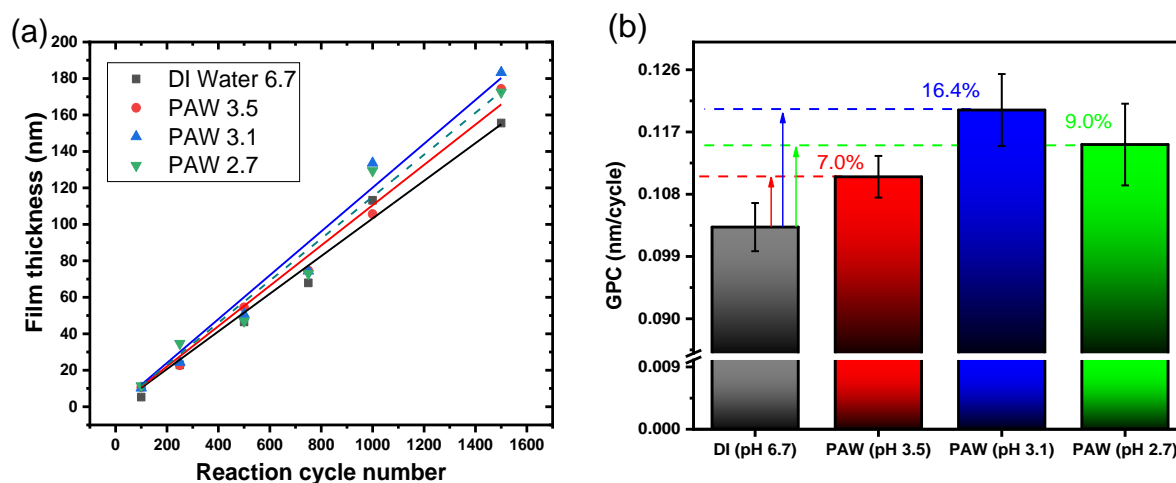 (a)
Film thickness (nm)
200
180
160
140
120
100
80
60
40
20
0
DI Water 6.7
PAW 3.5
PAW 3.1
PAW 2.7
0 200 400 600 800 1000 1200 1400 1600
Reaction cycle number
(b)
GPC (nm/cycle)
0.126
0.117
0.108
0.099
0.090
0.009
0.000
16.4%
9.0%
7.0%
DI (pH 6.7) PAW (pH 3.5) PAW (pH 3.1) PAW (pH 2.7)